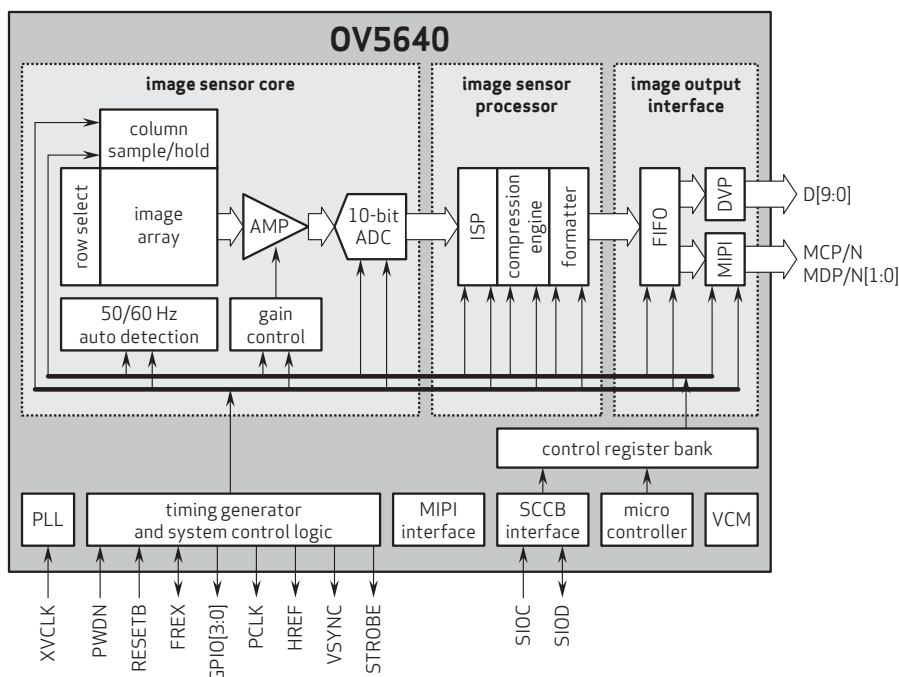 OV5640
image sensor core
image sensor
processor
image output
interface
column
sample/hold
row select
image
array
AMP
10-bit
ADC
ISP
compression
engine
formatter
FIFO
DVP
MIPI
D[9:0]
MCP/N
MDP/N[1:0]
50/60 Hz
auto detection
gain
control
control register bank
PLL
timing generator
and system control logic
MIPI
interface
SCCB
interface
micro
controller
VCM
XVCLK
PWDN
RESETB
FREX
GPIO[3:0]
PCLK
HREF
VSYNC
STROBE
SIOC
SIOD